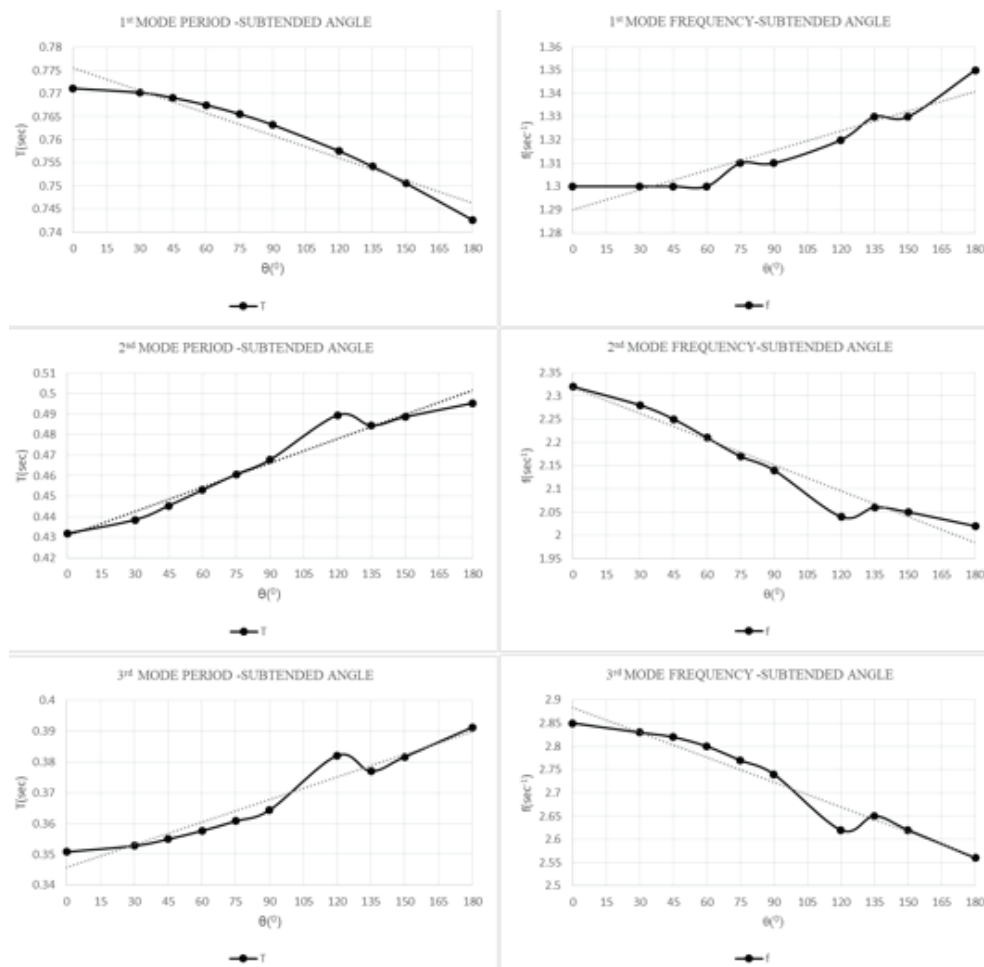 1st MODE PERIOD -SUBTENDED ANGLE
T(sec)
0.78
0.775
0.77
0.765
0.76
0.755
0.75
0.745
0.74
0 15 30 45 60 75 90 105 120 135 150 165 180
θ(⁰)
T
1st MODE FREQUENCY-SUBTENDED ANGLE
f(sec⁻¹)
1.36
1.35
1.34
1.33
1.32
1.31
1.3
1.29
1.28
0 15 30 45 60 75 90 105 120 135 150 165 180
θ(⁰)
f
2nd MODE PERIOD -SUBTENDED ANGLE
T(sec)
0.51
0.5
0.49
0.48
0.47
0.46
0.45
0.44
0.43
0.42
0 15 30 45 60 75 90 105 120 135 150 165 180
θ(⁰)
T
2nd MODE FREQUENCY-SUBTENDED ANGLE
f(sec⁻¹)
2.35
2.3
2.25
2.2
2.15
2.1
2.05
2
1.95
0 15 30 45 60 75 90 105 120 135 150 165 180
θ(⁰)
f
3rd MODE PERIOD -SUBTENDED ANGLE
T(sec)
0.4
0.39
0.38
0.37
0.36
0.35
0.34
0 15 30 45 60 75 90 105 120 135 150 165 180
θ(⁰)
T
3rd MODE FREQUENCY -SUBTENDED ANGLE
f(sec⁻¹)
2.9
2.85
2.8
2.75
2.7
2.65
2.6
2.55
2.5
0 15 30 45 60 75 90 105 120 135 150 165 180
θ(⁰)
f